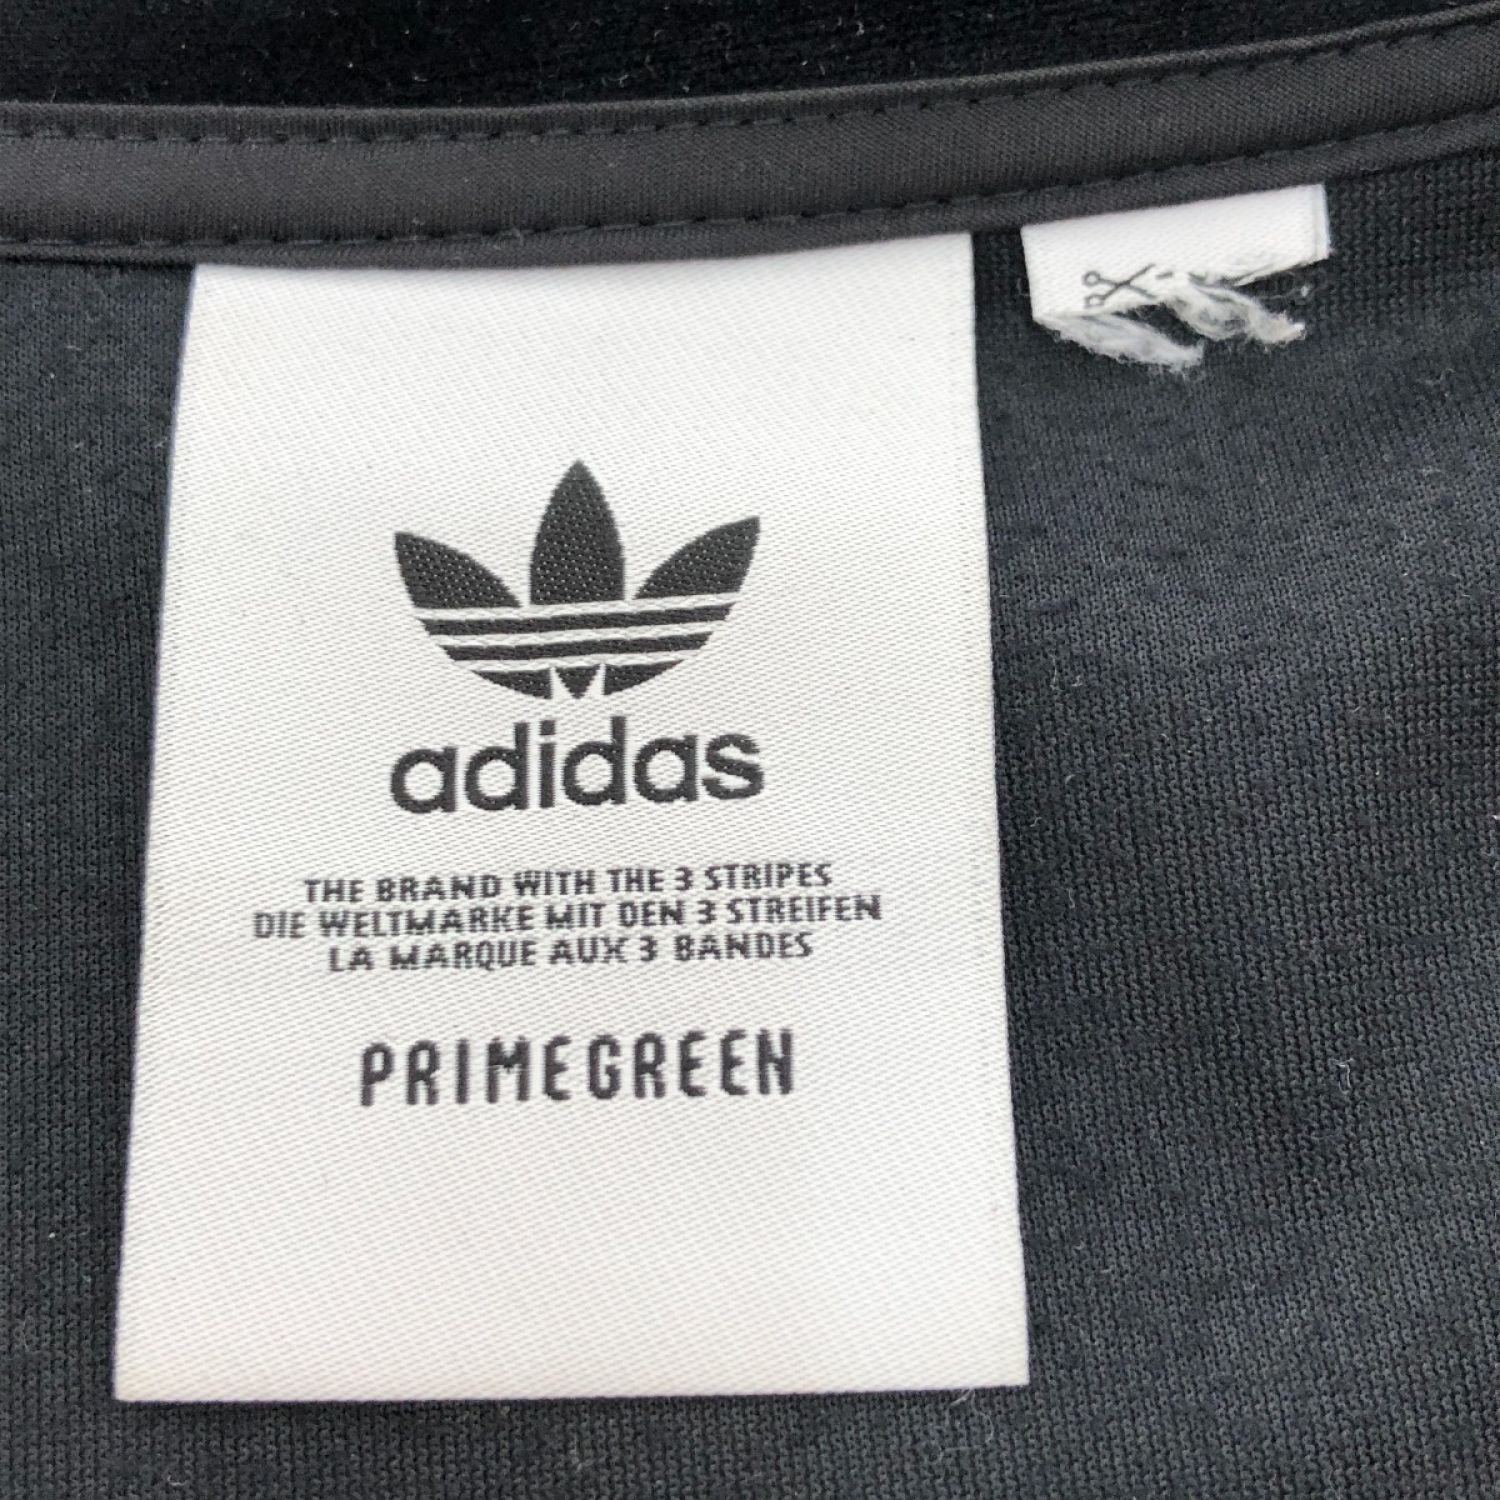 adidas
THE BRAND WITH THE 3 STRIPES
DIE WELTMARKE MIT DEN 3 STREIFEN
LA MARQUE AUX 3 BANDES
PRIMEGREEN